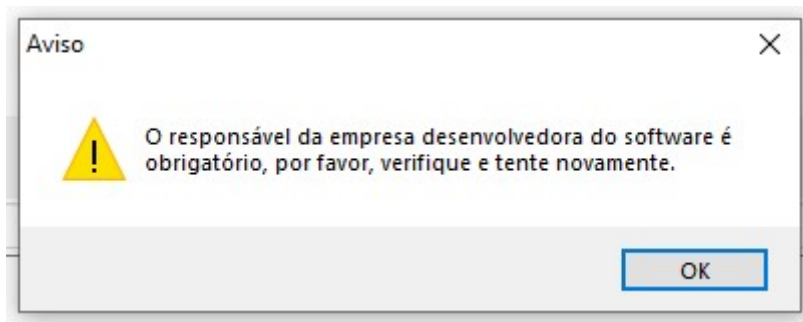 Aviso
O responsável da empresa desenvolvedora do software é
obrigatório, por favor, verifique e tente novamente.
OK